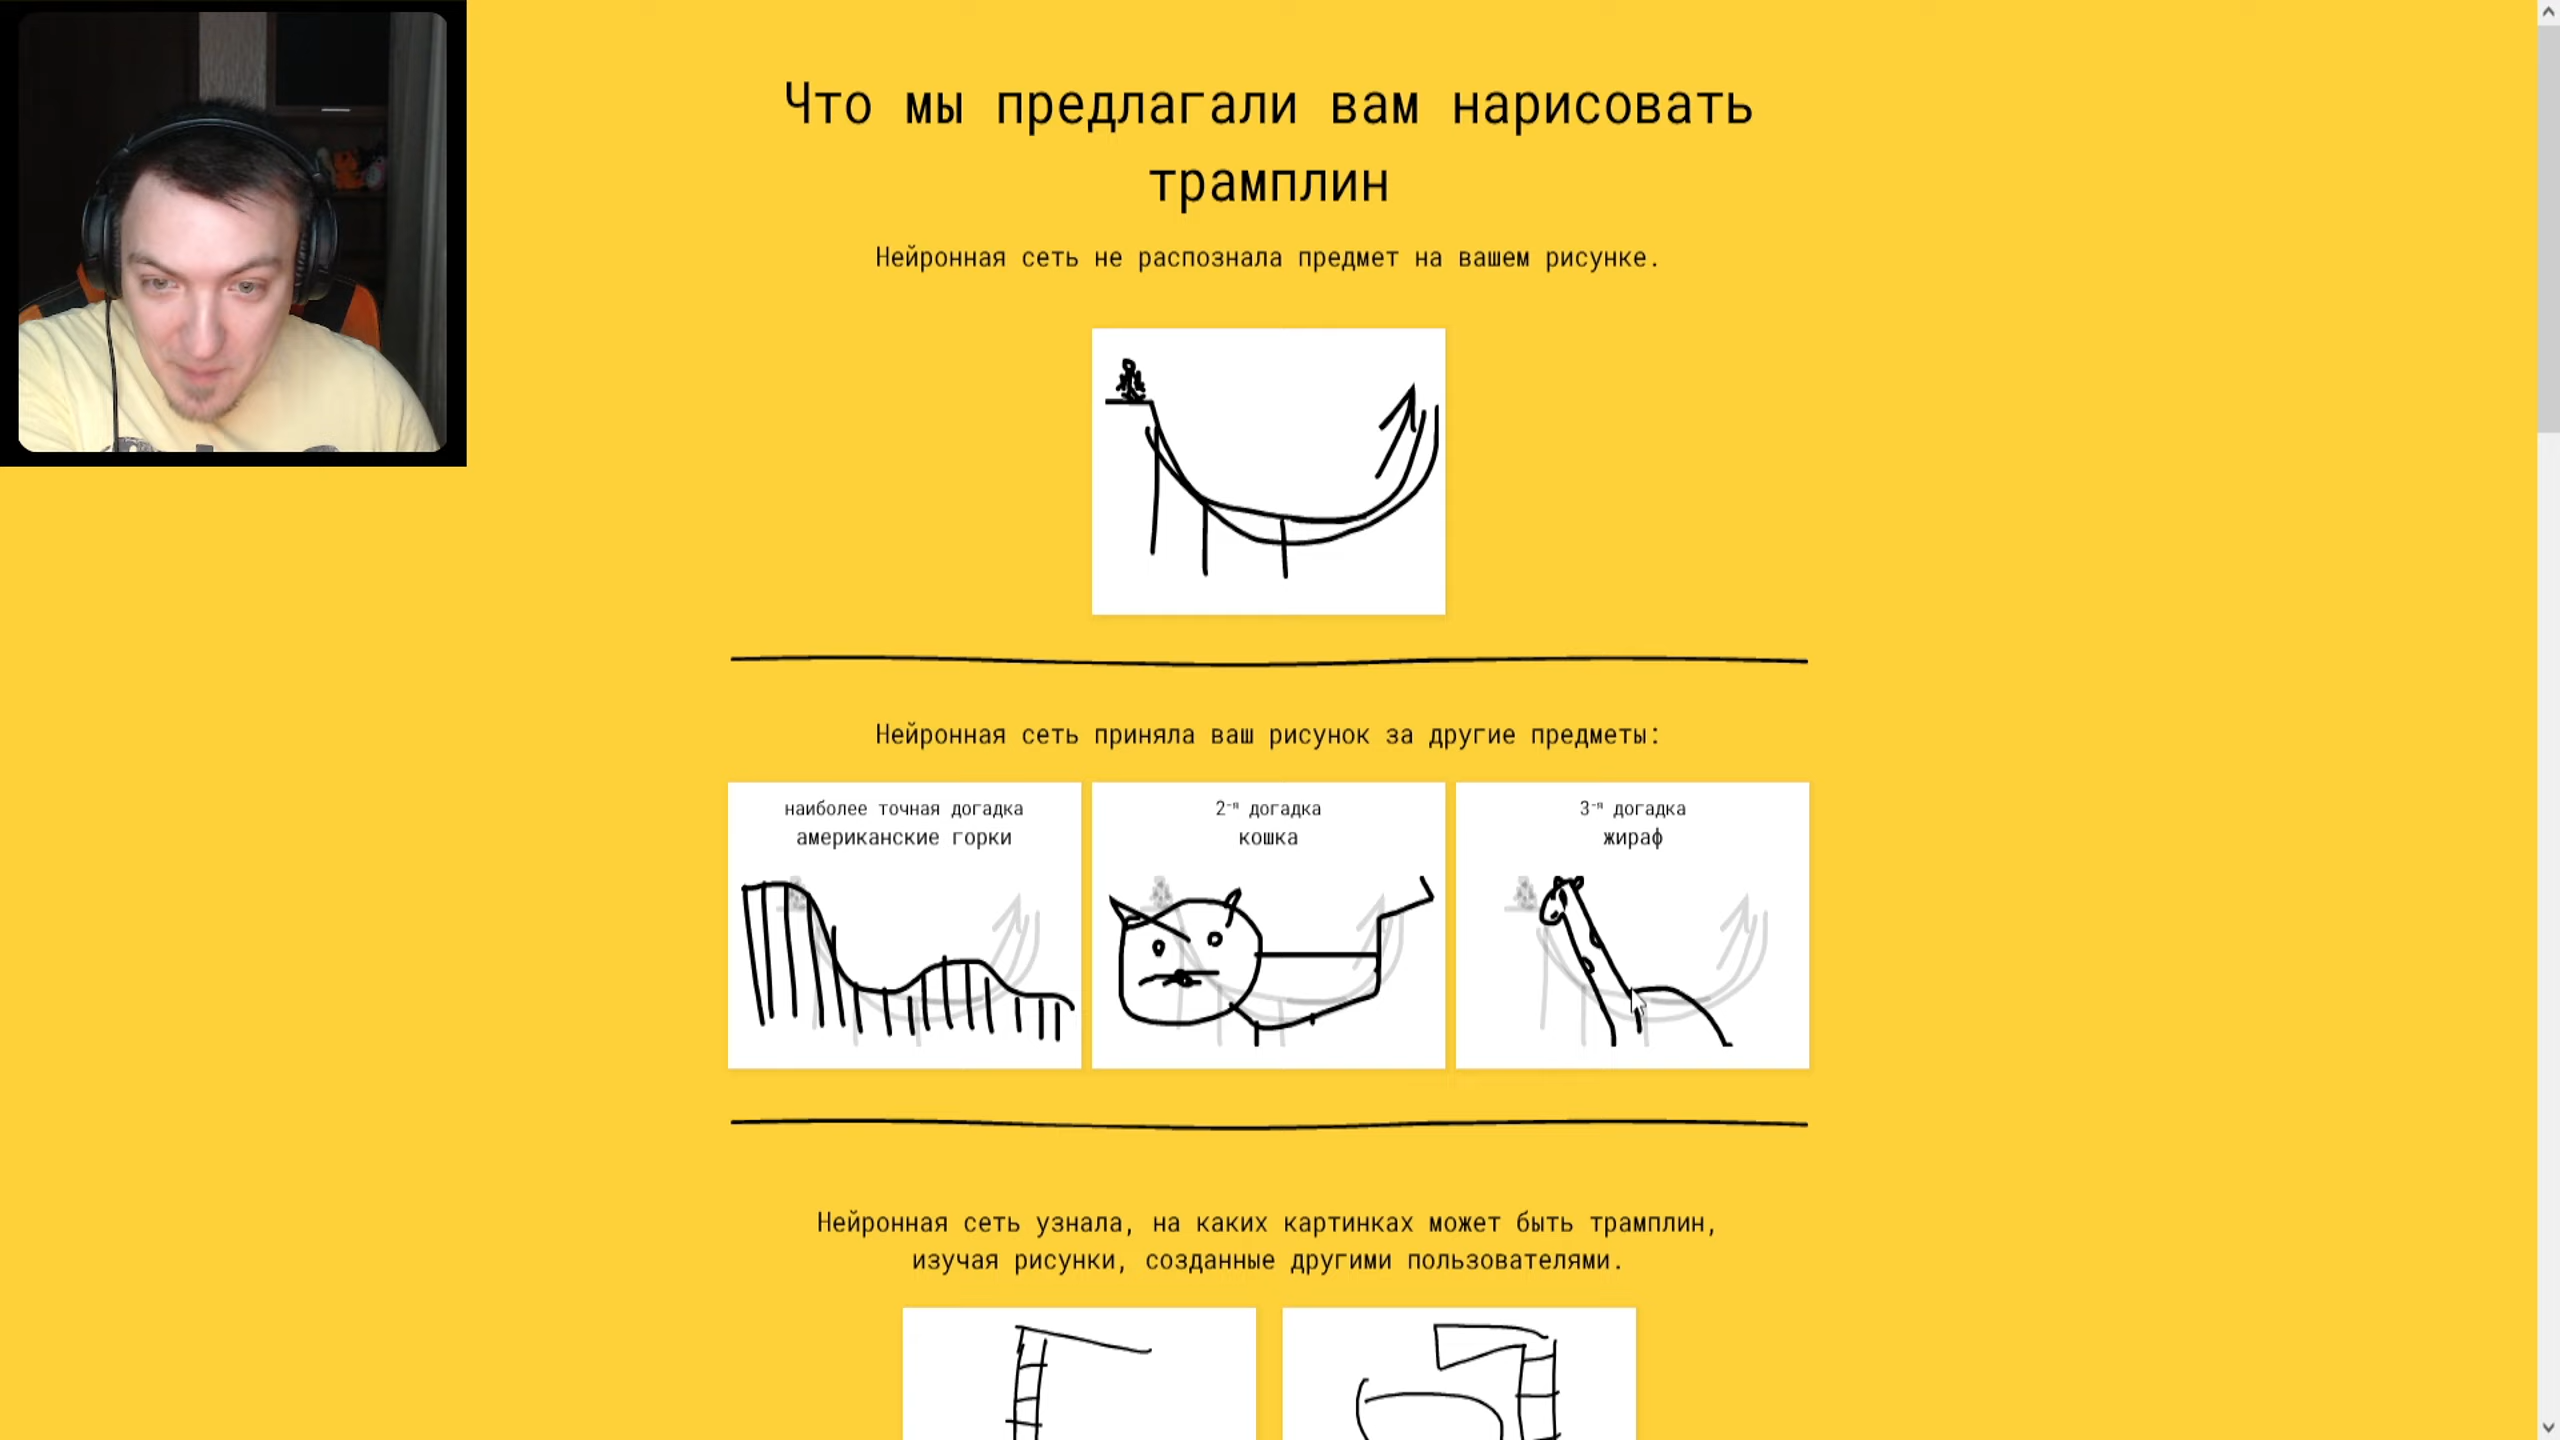 Что мы предлагали вам нарисовать
трамплин
Нейронная сеть не распознала предмет на вашем рисунке.
Нейронная сеть приняла ваш рисунок за другие предметы:
наиболее точная догадка
американские горки
2-я догадка
кошка
3-я догадка
жираф
Нейронная сеть узнала, на каких картинках может быть трамплин,
изучая рисунки, созданные другими пользователями.